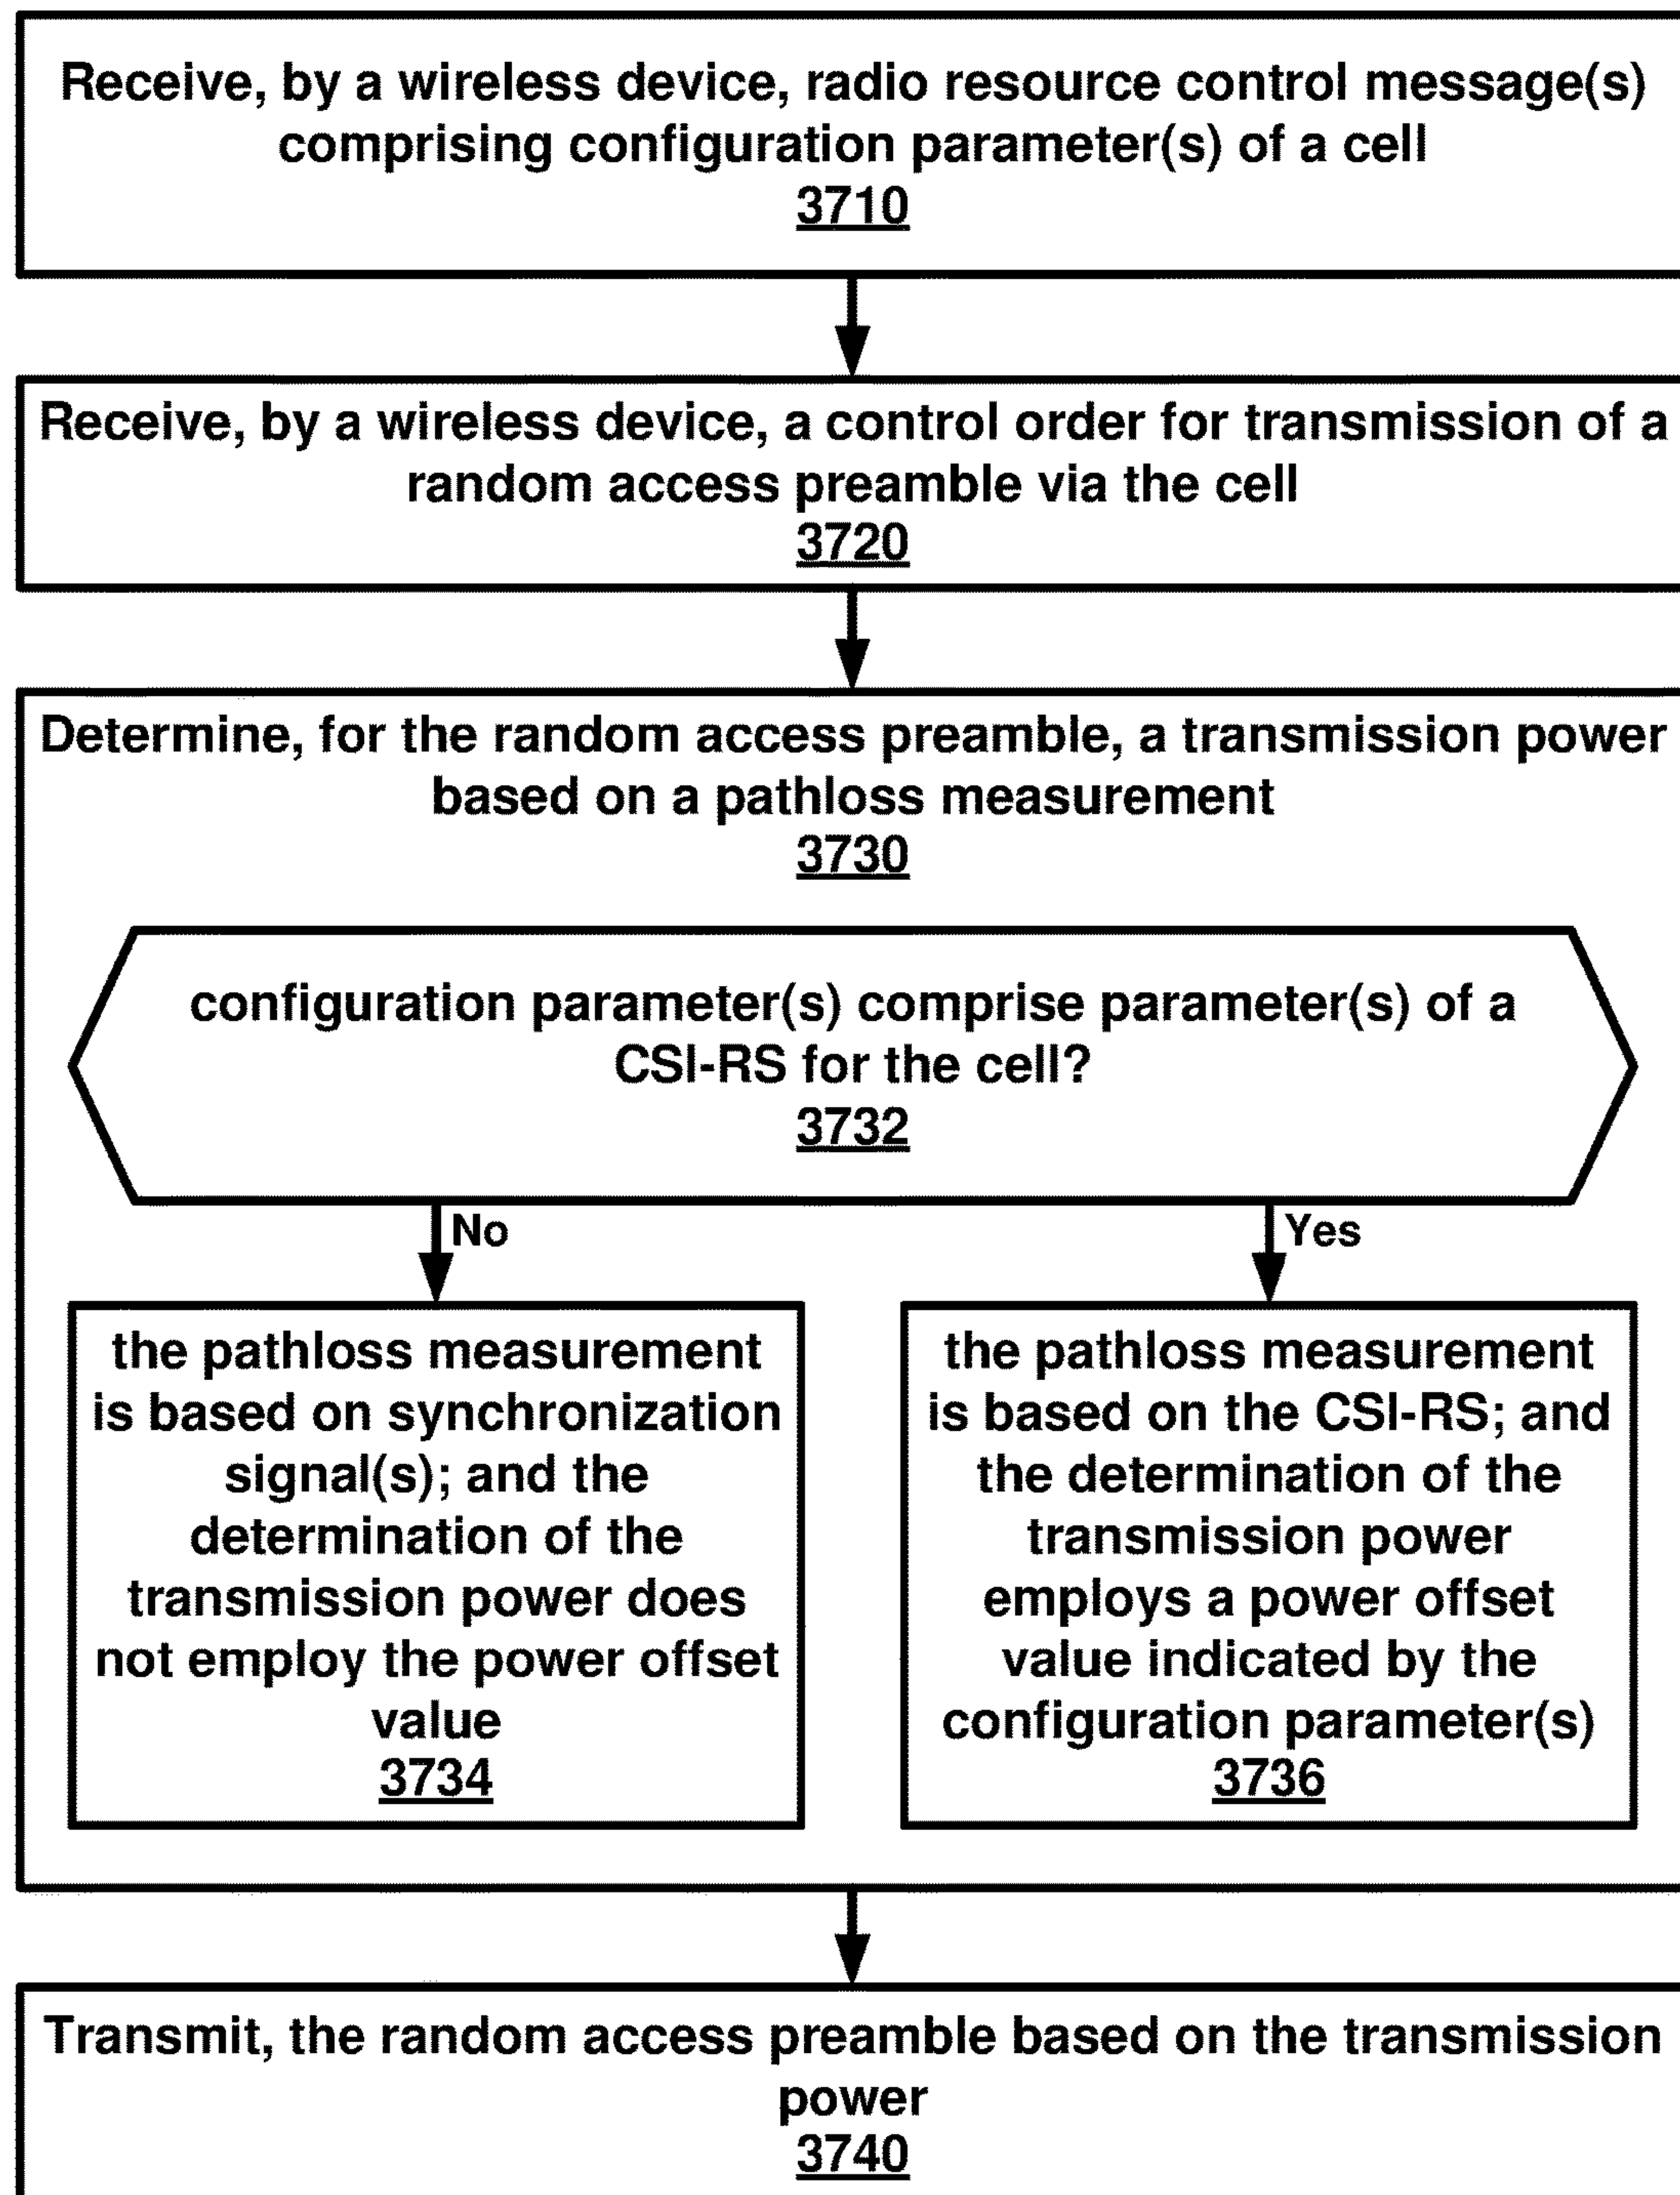 Receive, by a wireless device, radio resource control message(s)
comprising configuration parameter(s) of a cell
3710
Receive, by a wireless device, a control order for transmission of a
random access preamble via the cell
3720
Determine, for the random access preamble, a transmission power
based on a pathloss measurement
3730
configuration parameter(s) comprise parameter(s) of a
CSI-RS for the cell?
3732
No
Yes
the pathloss measurement
is based on synchronization
signal(s); and the
determination of the
transmission power does
not employ the power offset
value
3734
the pathloss measurement
is based on the CSI-RS; and
the determination of the
transmission power
employs a power offset
value indicated by the
configuration parameter(s)
3736
Transmit, the random access preamble based on the transmission
power
3740